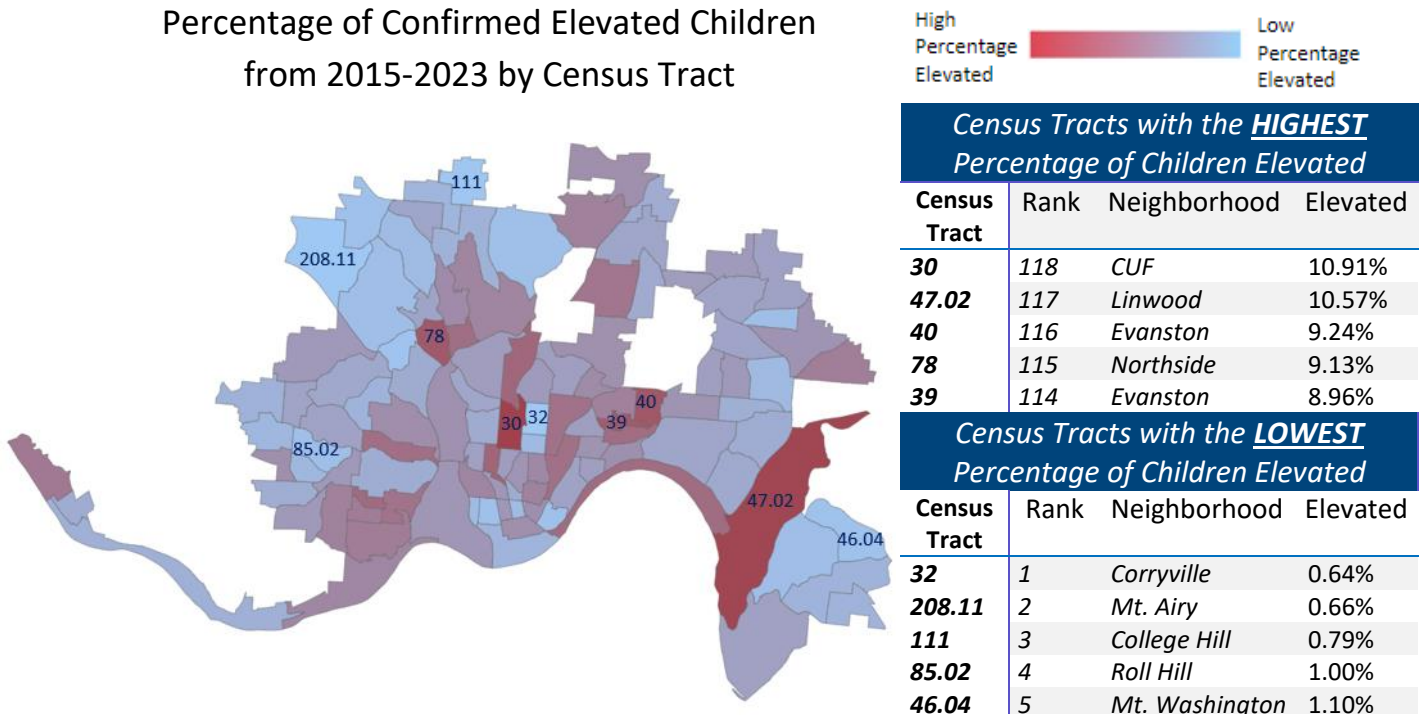 Percentage of Confirmed Elevated Children
from 2015-2023 by Census Tract
High
Percentage
Elevated
Low
Percentage
Elevated
111
208.11
78
40
30
32
39
85.02
47.02
46.04
Census Tracts with the HIGHEST
Percentage of Children Elevated
Census Tract Rank Neighborhood Elevated
30 118 CUF 10.91%
47.02 117 Linwood 10.57%
40 116 Evanston 9.24%
78 115 Northside 9.13%
39 114 Evanston 8.96%
Census Tracts with the LOWEST
Percentage of Children Elevated
Census Tract Rank Neighborhood Elevated
32 1 Corryville 0.64%
208.11 2 Mt. Airy 0.66%
111 3 College Hill 0.79%
85.02 4 Roll Hill 1.00%
46.04 5 Mt. Washington 1.10%